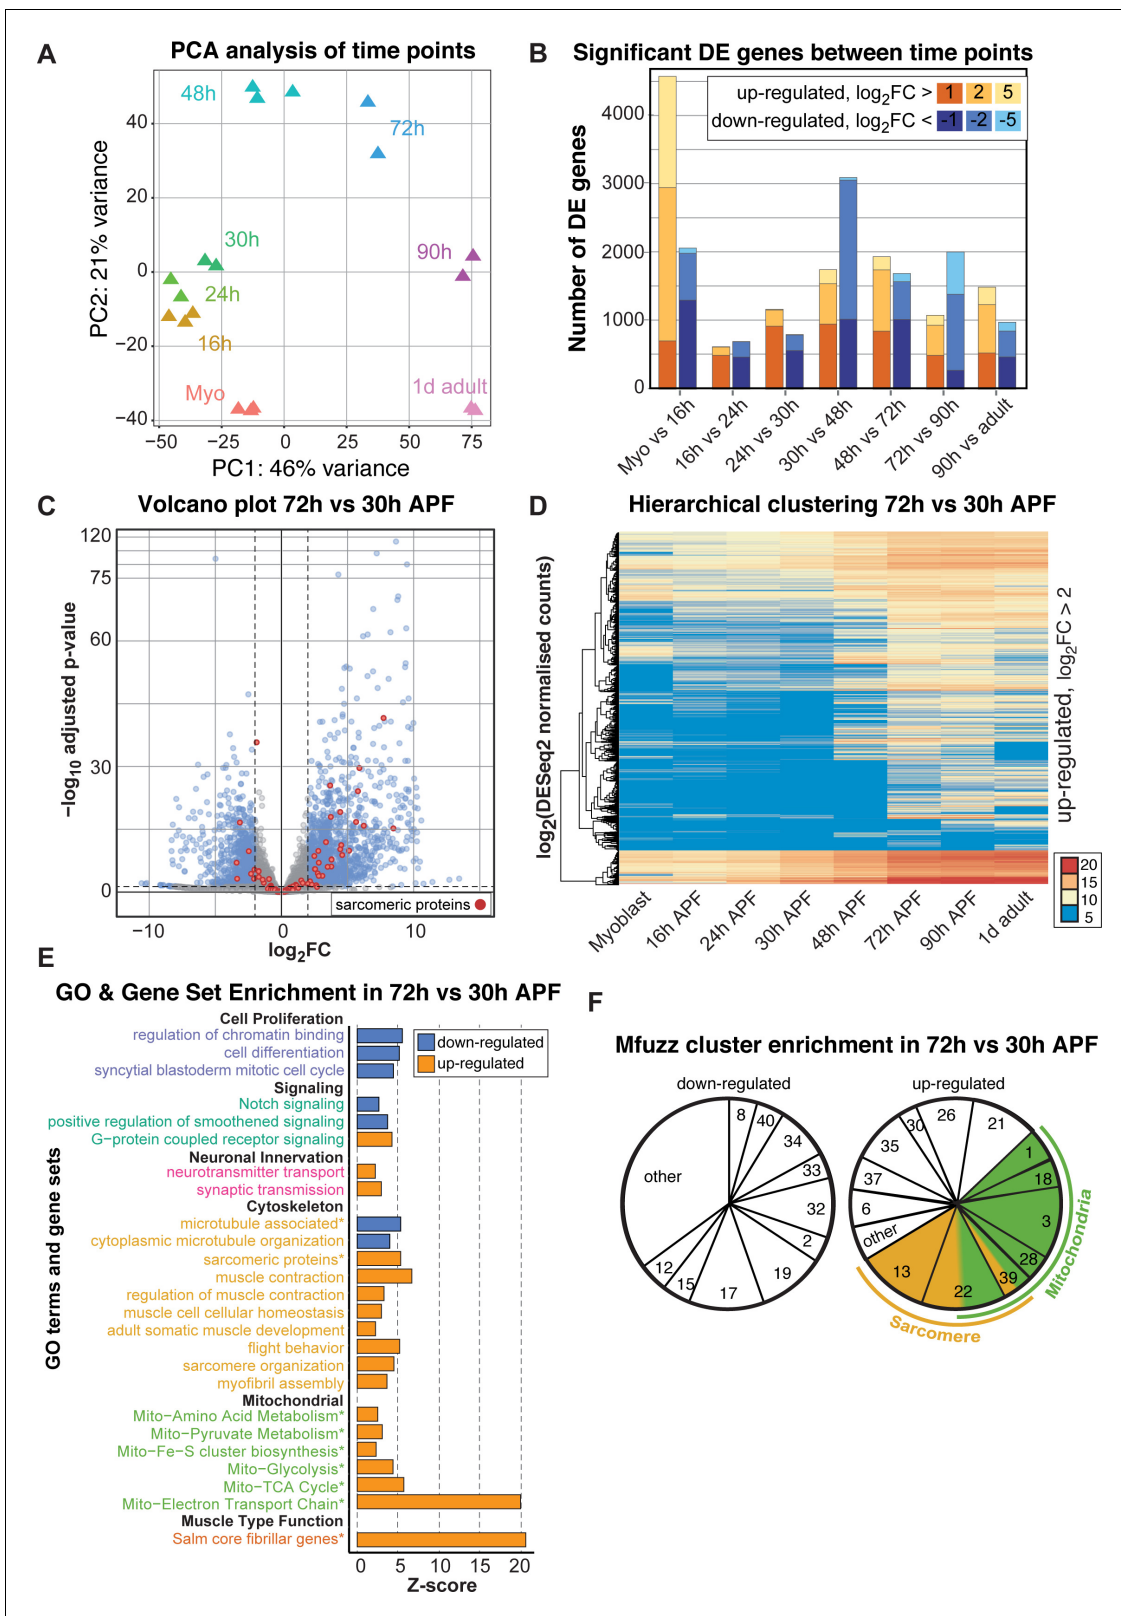 A
PCA analysis of time points
48h
72h
30h
24h
16h
90h
Myo
1d adult
40
20
0
−20
−40
−50
−25
0
25
50
75
PC1: 46% variance
PC2: 21% variance
B
Significant DE genes between time points
up-regulated, log2FC > 1 2 5
down-regulated, log2FC < -1 -2 -5
4000
3000
2000
1000
0
Number of DE genes
Myo vs 16h
16h vs 24h
24h vs 30h
30h vs 48h
48h vs 72h
72h vs 90h
90h vs adult
C
Volcano plot 72h vs 30h APF
120
75
60
30
0
−log10 adjusted p-value
sarcomeric proteins
−10
0
10
log2FC
D
Hierarchical clustering 72h vs 30h APF
log2(DESeq2 normalised counts)
up-regulated, log2FC > 2
20
15
10
5
Myoblast
16h APF
24h APF
30h APF
48h APF
72h APF
90h APF
1d adult
E
GO & Gene Set Enrichment in 72h vs 30h APF
GO terms and gene sets
Cell Proliferation
regulation of chromatin binding
cell differentiation
syncytial blastoderm mitotic cell cycle
Signaling
Notch signaling
positive regulation of smoothened signaling
G−protein coupled receptor signaling
Neuronal Innervation
neurotransmitter transport
synaptic transmission
Cytoskeleton
microtubule associated*
cytoplasmic microtubule organization
sarcomeric proteins*
muscle contraction
regulation of muscle contraction
muscle cell cellular homeostasis
adult somatic muscle development
flight behavior
sarcomere organization
myofibril assembly
Mitochondrial
Mito−Amino Acid Metabolism*
Mito−Pyruvate Metabolism*
Mito−Fe−S cluster biosynthesis*
Mito−Glycolysis*
Mito−TCA Cycle*
Mito−Electron Transport Chain*
Muscle Type Function
Salm core fibrillar genes*
down-regulated
up-regulated
0
5
10
15
20
Z-score
F
Mfuzz cluster enrichment in 72h vs 30h APF
down-regulated
8
40
34
33
32
2
19
17
15
12
other
up-regulated
21
1
18
3
28
39
22
13
other
6
37
35
30
26
Mitochondria
Sarcomere